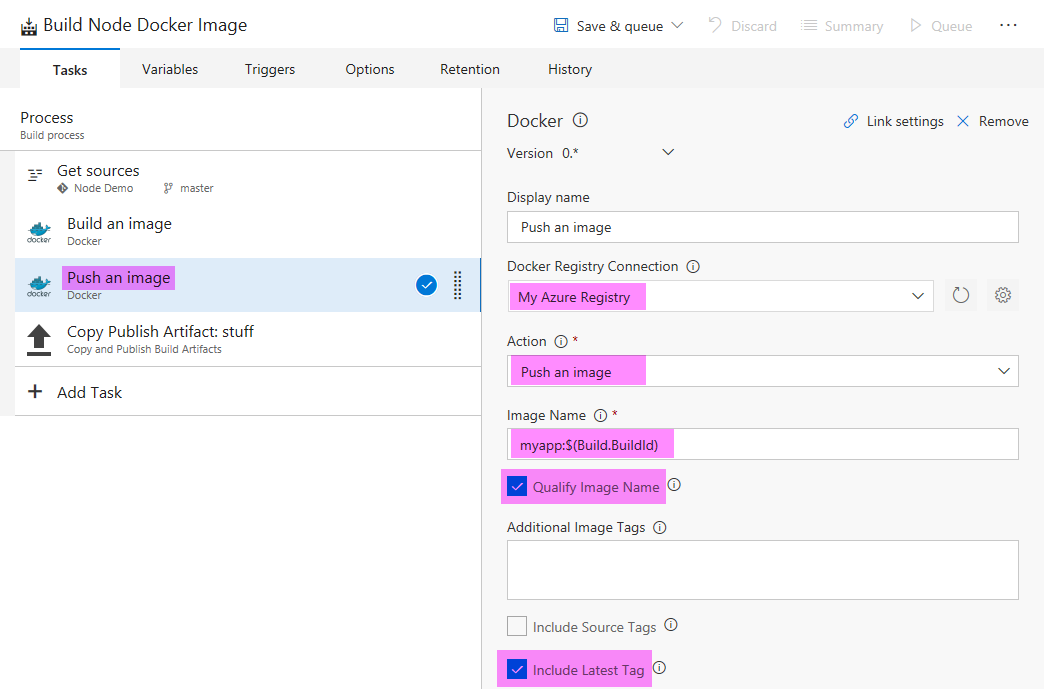 Build Node Docker Image
Save & queue
Discard
Summary
Queue
Tasks
Variables
Triggers
Options
Retention
History
Process
Build process
Get sources
Node Demo
master
docker
Build an image
Docker
docker
Push an image
Docker
Copy Publish Artifact: stuff
Copy and Publish Build Artifacts
+ Add Task
Docker
Link settings
Remove
Version 0.*
Display name
Push an image
Docker Registry Connection
My Azure Registry
Action *
Push an image
Image Name *
myapp:$(Build.BuildId)
Qualify Image Name
Additional Image Tags
Include Source Tags
Include Latest Tag